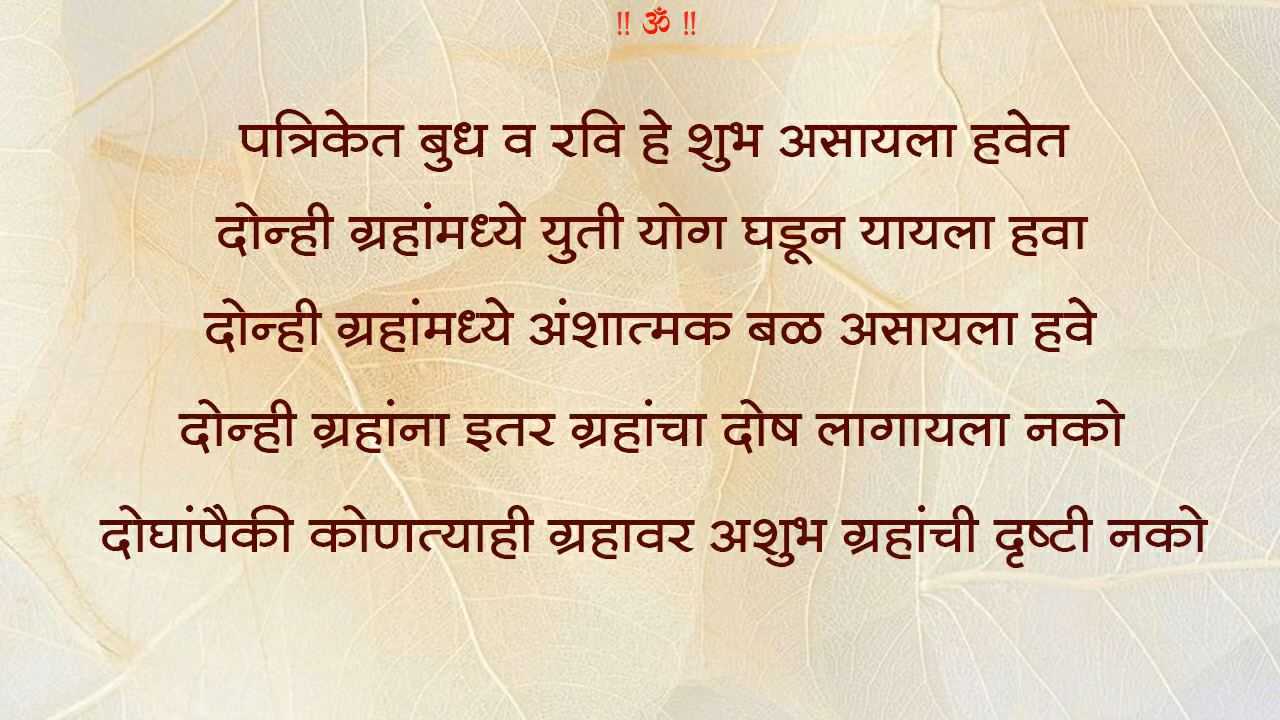 !! ॐ !!
पत्रिकेत बुध व रवि हे शुभ असायला हवेत
दोन्ही ग्रहांमध्ये युती योग घडून यायला हवा
दोन्ही ग्रहांमध्ये अंशात्मक बळ असायला हवे
दोन्ही ग्रहांना इतर ग्रहांचा दोष लागायला नको
दोघांपैकी कोणत्याही ग्रहावर अशुभ ग्रहांची दृष्टी नको